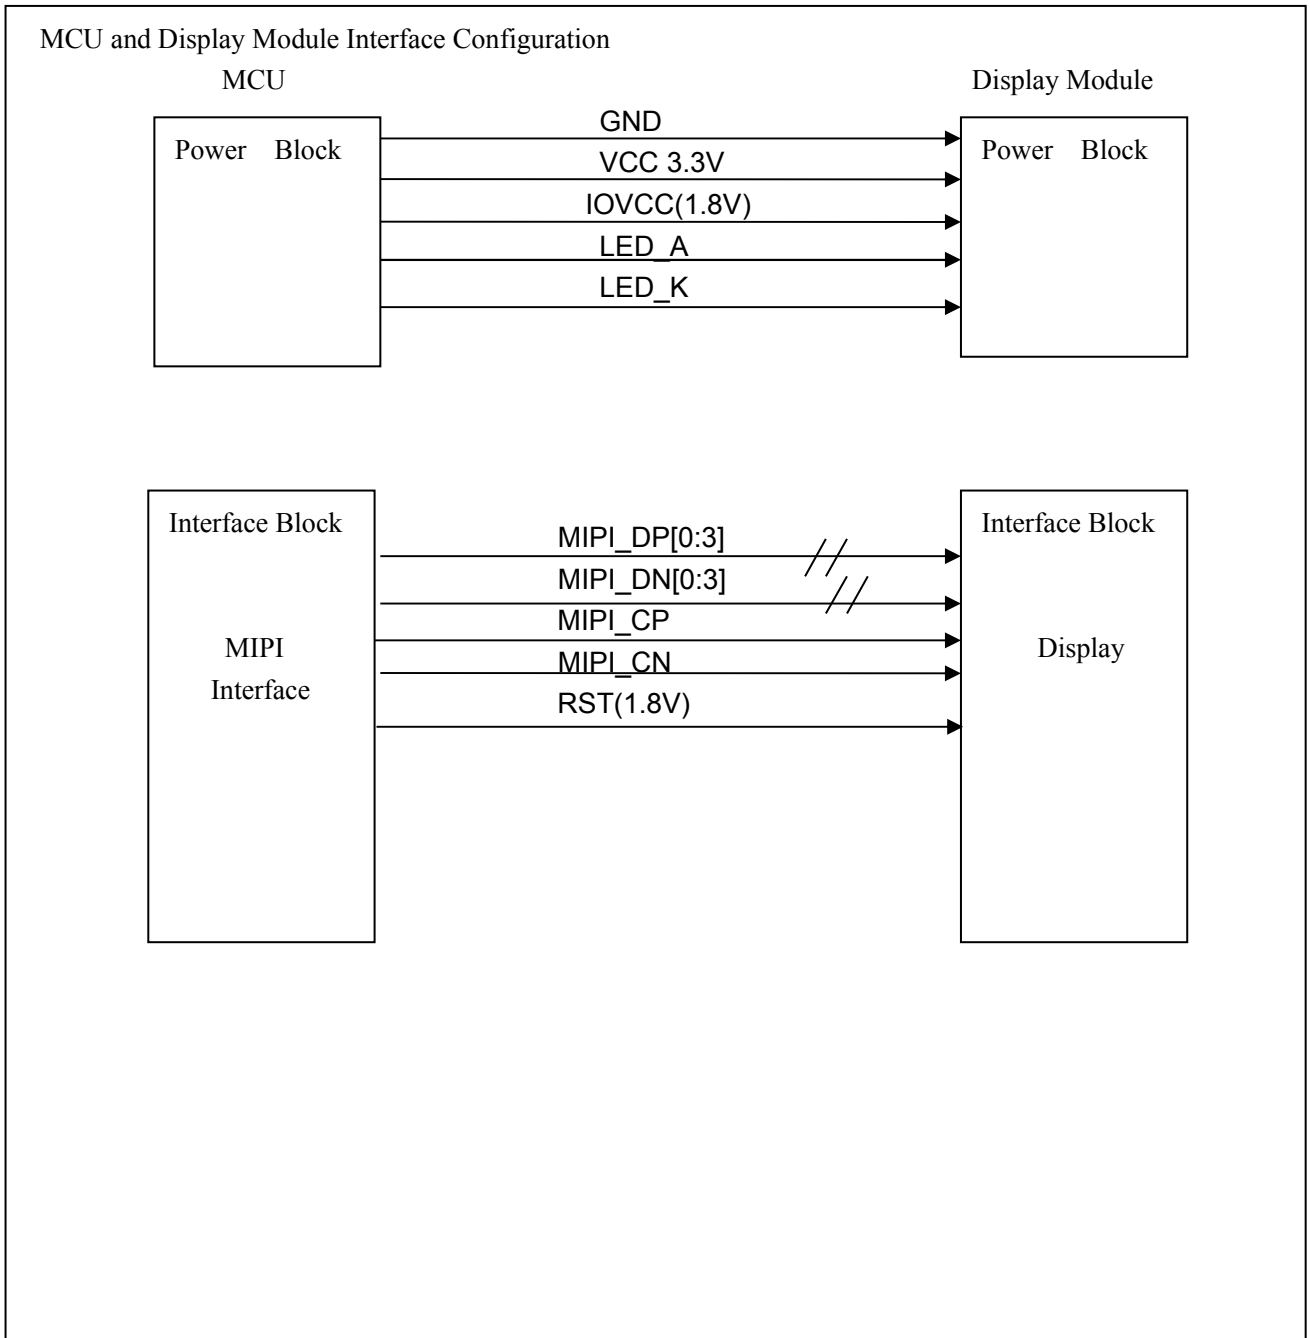 MCU and Display Module Interface Configuration
MCU
Display Module
Power Block
GND
VCC 3.3V
IOVCC(1.8V)
LED_A
LED_K
Power Block
Interface Block
MIPI
Interface
MIPI_DP[0:3]
MIPI_DN[0:3]
MIPI_CP
MIPI_CN
RST(1.8V)
Interface Block
Display